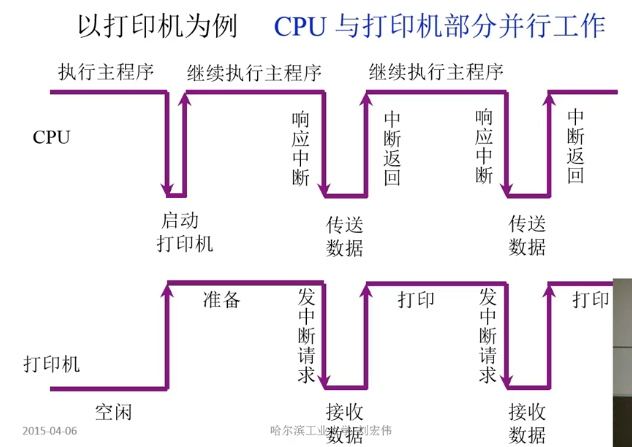 以打印机为例 CPU 与打印机部分并行工作
执行主程序
继续执行主程序
继续执行主程序
CPU
响应中断
中断返回
响应中断
中断返回
启动
打印机
传送
数据
传送
数据
准备
发中断请求
打印
发中断请求
打印
打印机
空闲
接收
数据
接收
数据
2015-04-06
哈尔滨工业大学 刘宏伟